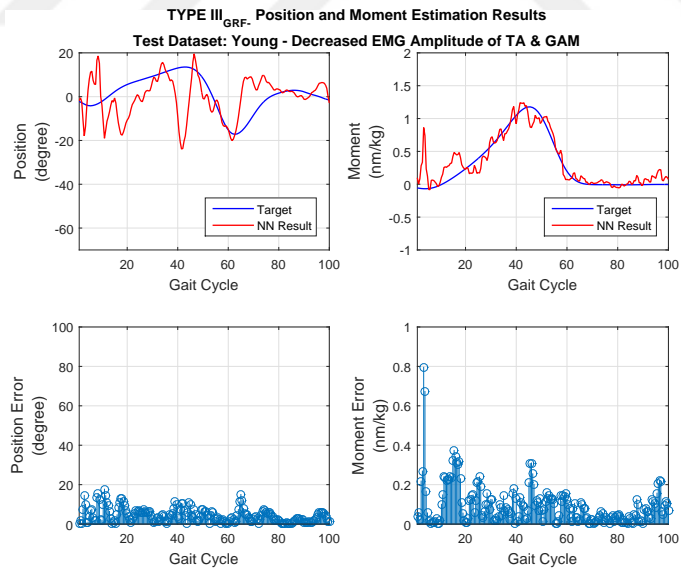 TYPE III GRF- Position and Moment Estimation Results
Test Dataset: Young - Decreased EMG Amplitude of TA & GAM
20
0
-20
-40
-60
Position
(degree)
Target
NN Result
20 40 60 80 100
Gait Cycle
2
1.5
1
0.5
0
-0.5
-1
Moment
(nm/kg)
Target
NN Result
20 40 60 80 100
Gait Cycle
100
80
60
40
20
0
Position Error
(degree)
20 40 60 80 100
Gait Cycle
1
0.8
0.6
0.4
0.2
0
Moment Error
(nm/kg)
20 40 60 80 100
Gait Cycle